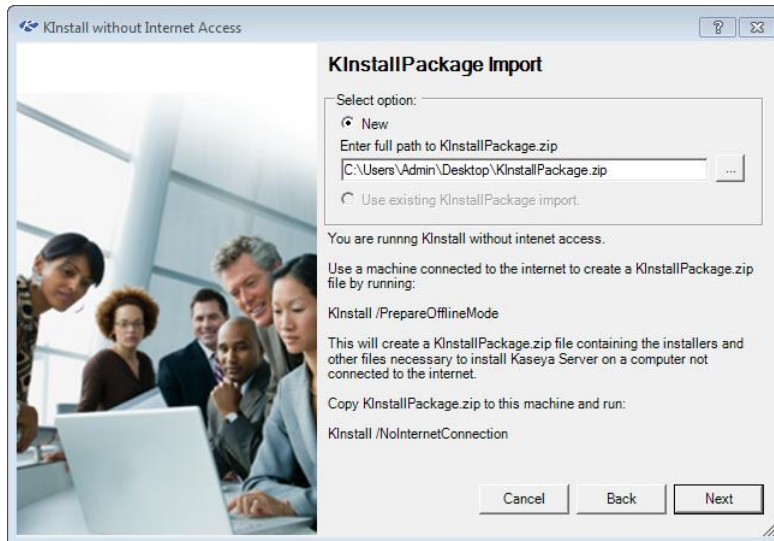 KInstall without Internet Access
KInstallPackage Import
Select option:
New
Enter full path to KInstallPackage.zip
C:\Users\Admin\Desktop\KInstallPackage.zip
...
Use existing KInstallPackage import.
You are runnng KInstall without intenet access.
Use a machine connected to the internet to create a KInstallPackage.zip
file by running:
KInstall /PrepareOfflineMode
This will create a KInstallPackage.zip file containing the installers and
other files necessary to install Kaseya Server on a computer not
connected to the internet.
Copy KInstallPackage.zip to this machine and run:
KInstall /NoInternetConnection
Cancel Back Next